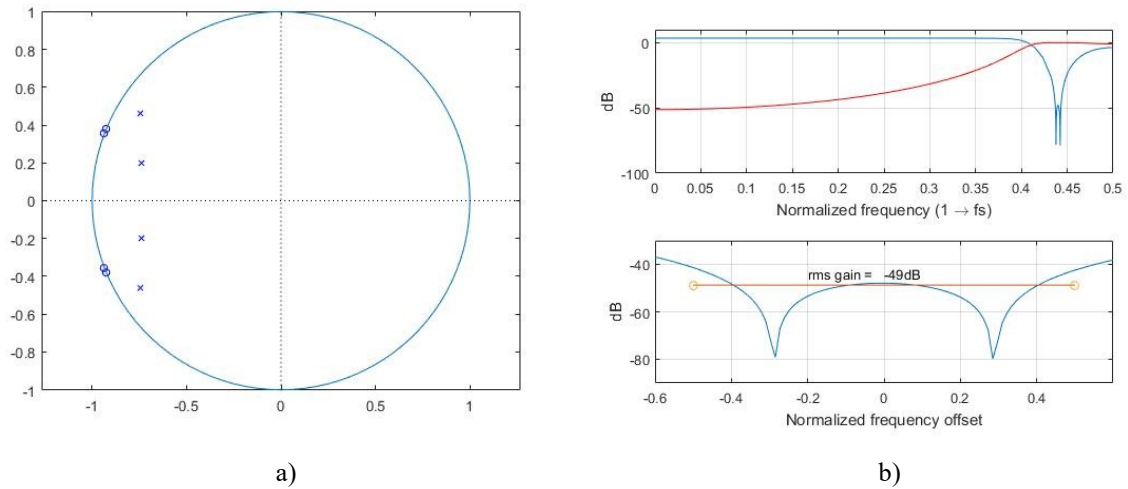 1
0.8
0.6
0.4
0.2
0
-0.2
-0.4
-0.6
-0.8
-1
-1 -0.5 0 0.5 1
a)
dB
0
-50
-100
0 0.05 0.1 0.15 0.2 0.25 0.3 0.35 0.4 0.45 0.5
Normalized frequency (1 → fs)
dB
-40
-60
-80
rms gain = -49dB
-0.6 -0.4 -0.2 0 0.2 0.4
Normalized frequency offset
b)